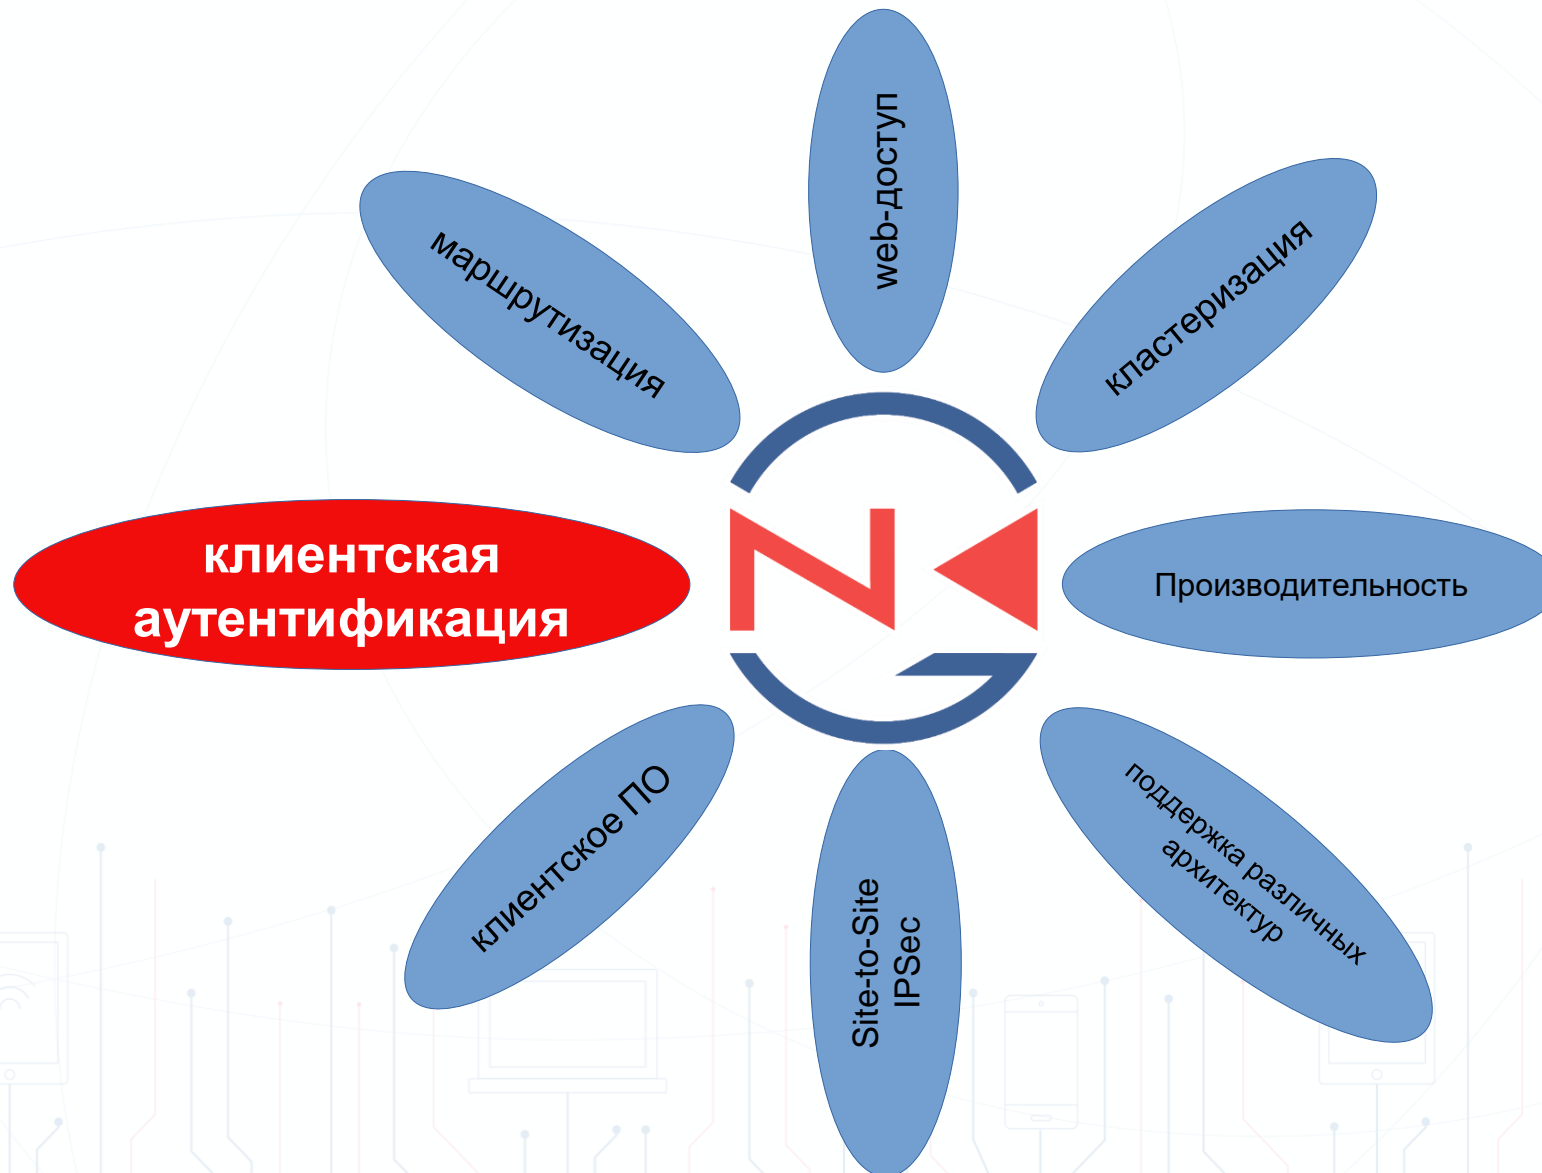 web-доступ
маршрутизация
кластеризация
клиентская
аутентификация
Производительность
клиентское ПО
поддержка различных
архитектур
Site-to-Site
IPSec